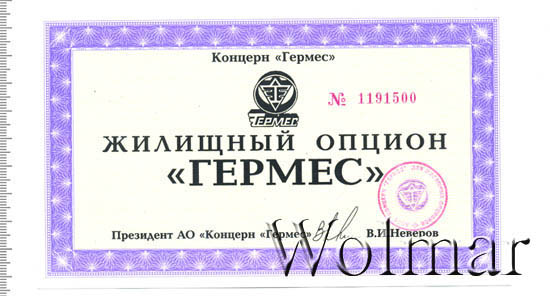 Концерн «Гермес»
ГЕРМЕС
№ 1191500
ЖИЛИЩНЫЙ ОПЦИОН
«ГЕРМЕС»
Президент АО «Концерн «Гермес» В.И.Неверов
Wolmar